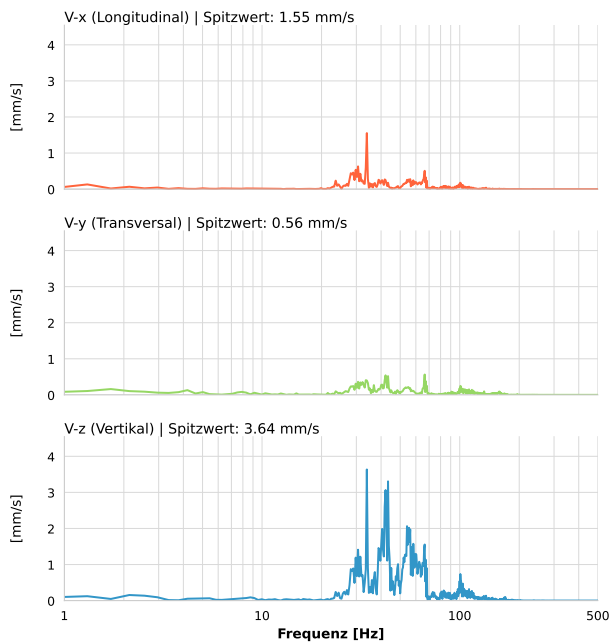 V-x (Longitudinal) | Spitzwert: 1.55 mm/s
4
3
2
1
0
[mm/s]
V-y (Transversal) | Spitzwert: 0.56 mm/s
4
3
2
1
0
[mm/s]
V-z (Vertikal) | Spitzwert: 3.64 mm/s
4
3
2
1
0
[mm/s]
1 10 100 500
Frequenz [Hz]